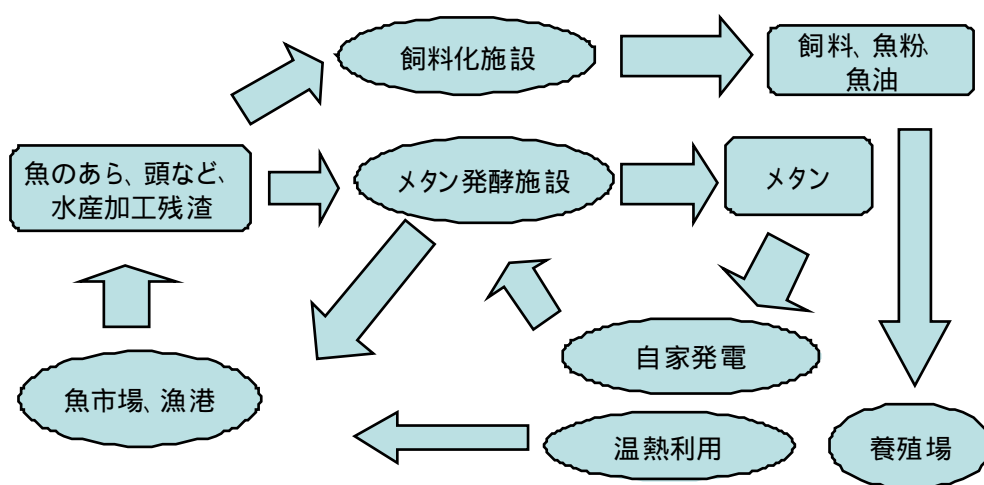 飼料化施設
飼料、魚粉、
魚油
魚のあら、頭など、
水産加工残渣
メタン発酵施設
メタン
自家発電
魚市場、漁港
温熱利用
養殖場